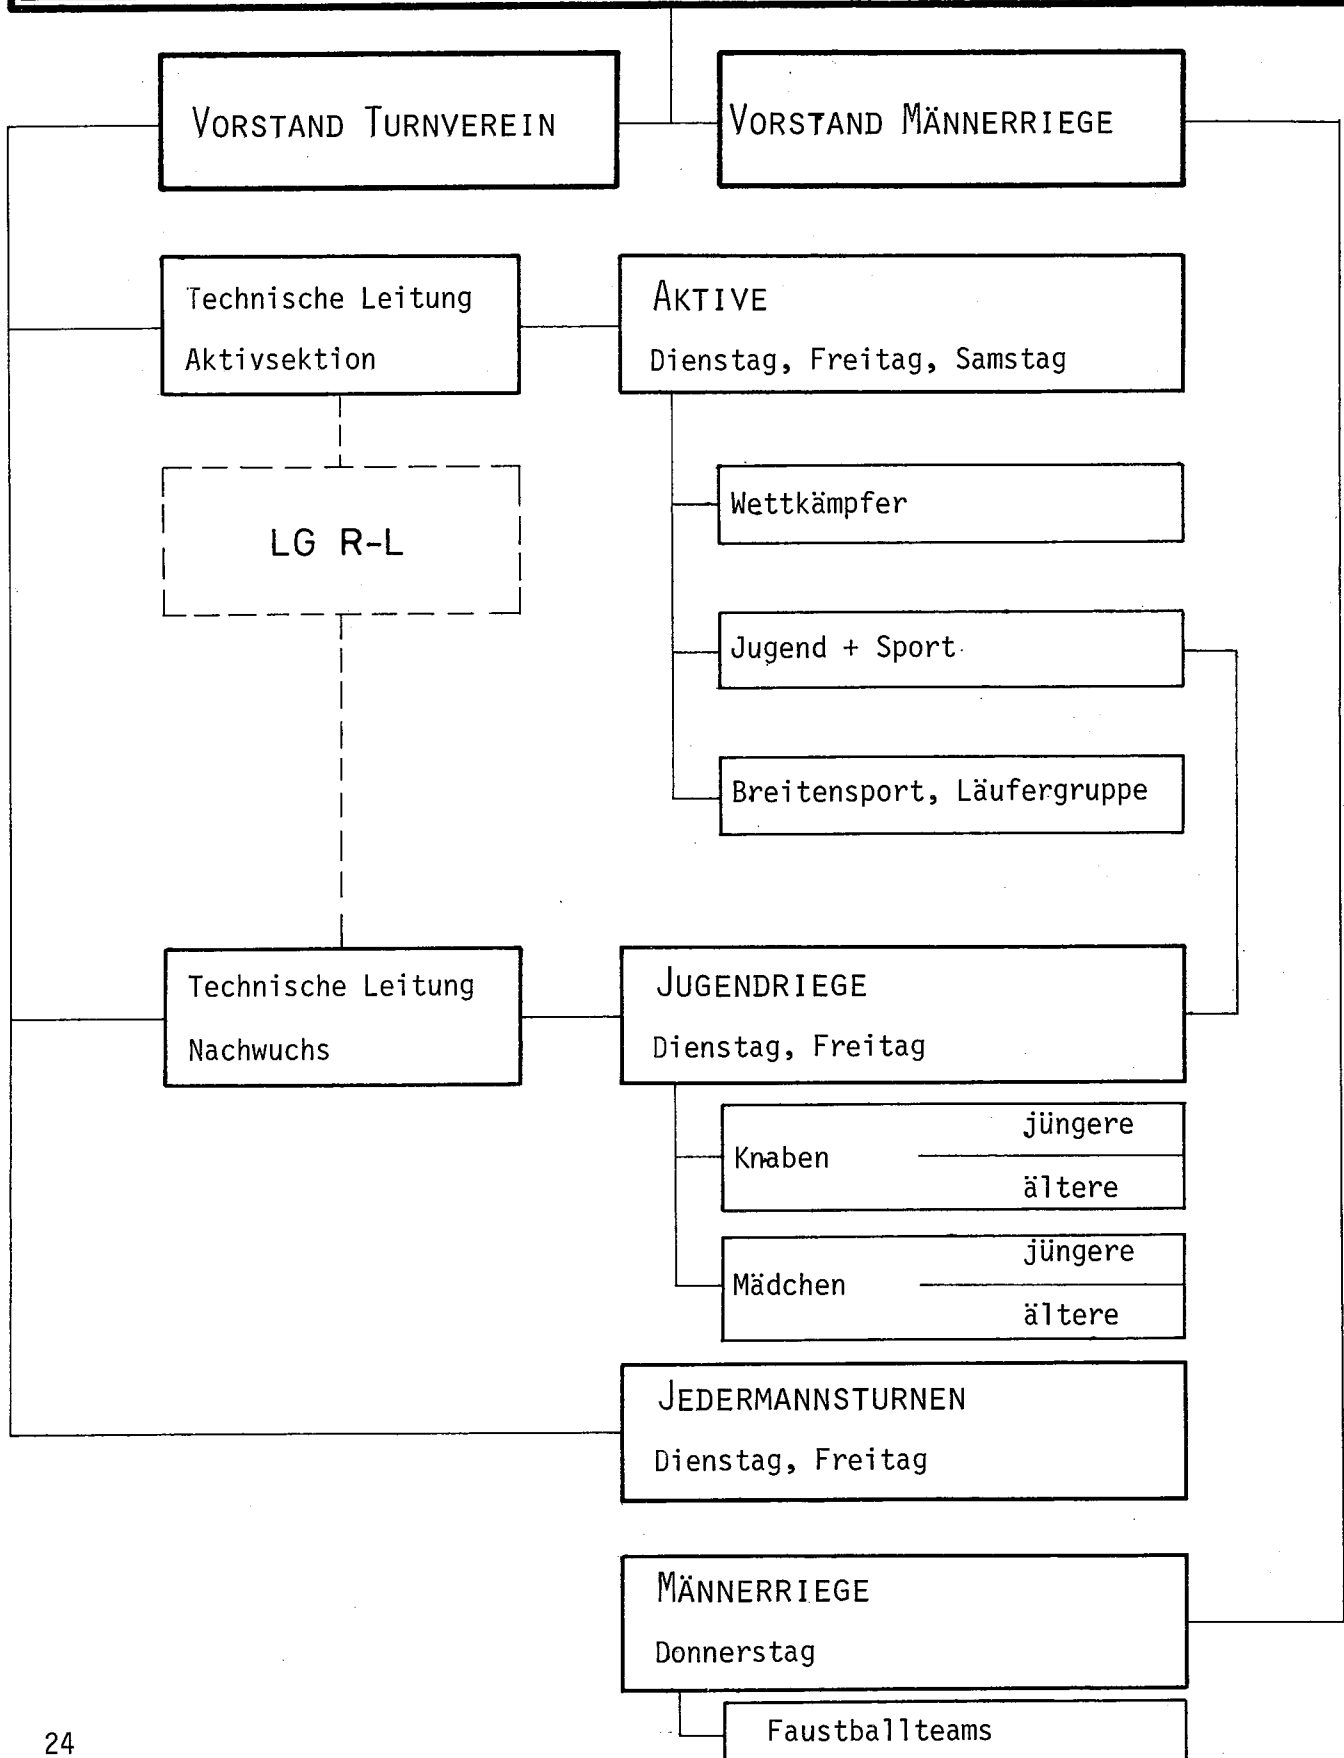 VORSTAND TURNVEREIN
VORSTAND MÄNNERRIEGE
Technische Leitung
Aktivsektion
AKTIVE
Dienstag, Freitag, Samstag
LG R-L
Wettkämpfer
Jugend + Sport
Breitensport, Läufergruppe
Technische Leitung
Nachwuchs
JUGENDRIEGE
Dienstag, Freitag
Knaben
jüngere
ältere
Mädchen
jüngere
ältere
JEDERMANNSTURNEN
Dienstag, Freitag
MÄNNERRIEGE
Donnerstag
Faustballteams
24